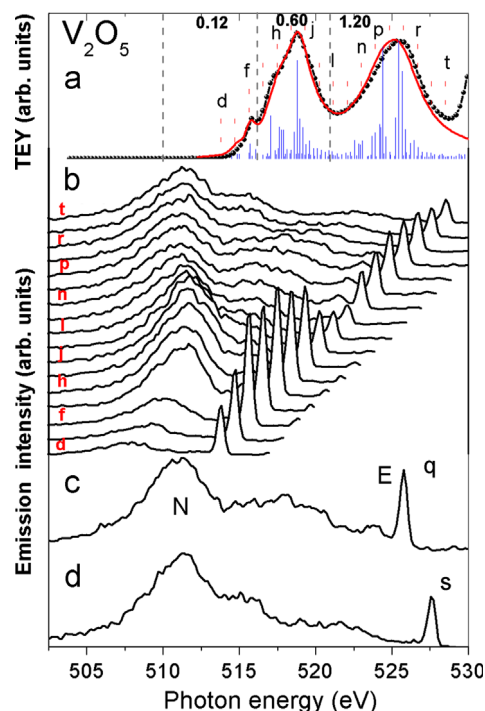 0.12 0.60 1.20
V2O5
h j p r
n
a f l t
d
TEY (arb. units)
b
t
r
p
n
l
J
h
f
d
Emission intensity (arb. units)
c E q
N
d s
505 510 515 520 525 530
Photon energy (eV)